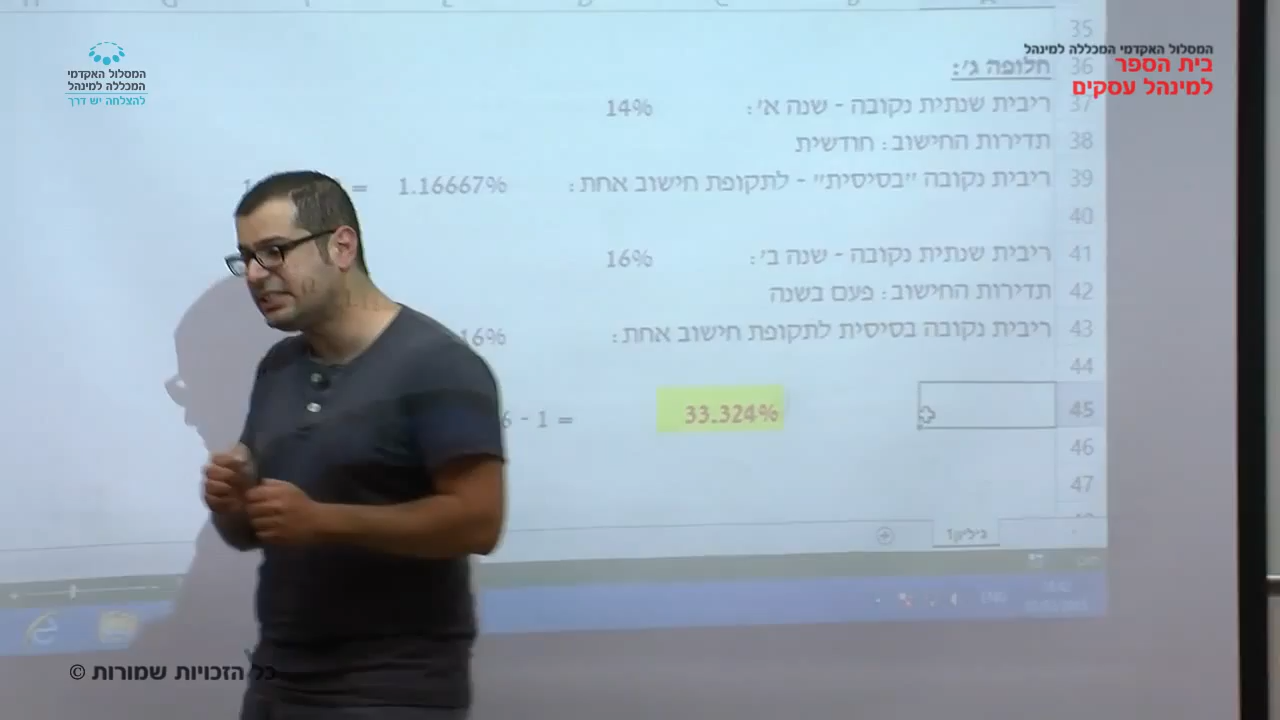 המסלול האקדמי המכללה למינהל
בית הספר
למינהל עסקים
המסלול האקדמי
המכללה למינהל
להצלחה יש דרך
35
36 חלופה ג':
37 ריבית שנתית נקובה - שנה א': 14%
38 תדירות החישוב: חודשית
39 ריבית נקובה "בסיסית" - לתקופת חישוב אחת: 1.16667% =
40
41 ריבית שנתית נקובה - שנה ב': 16%
42 תדירות החישוב: פעם בשנה
43 ריבית נקובה בסיסית לתקופת חישוב אחת: 16%
44
45 33.324% = 1 -
46
47
גיליון1
כל הזכויות שמורות ©